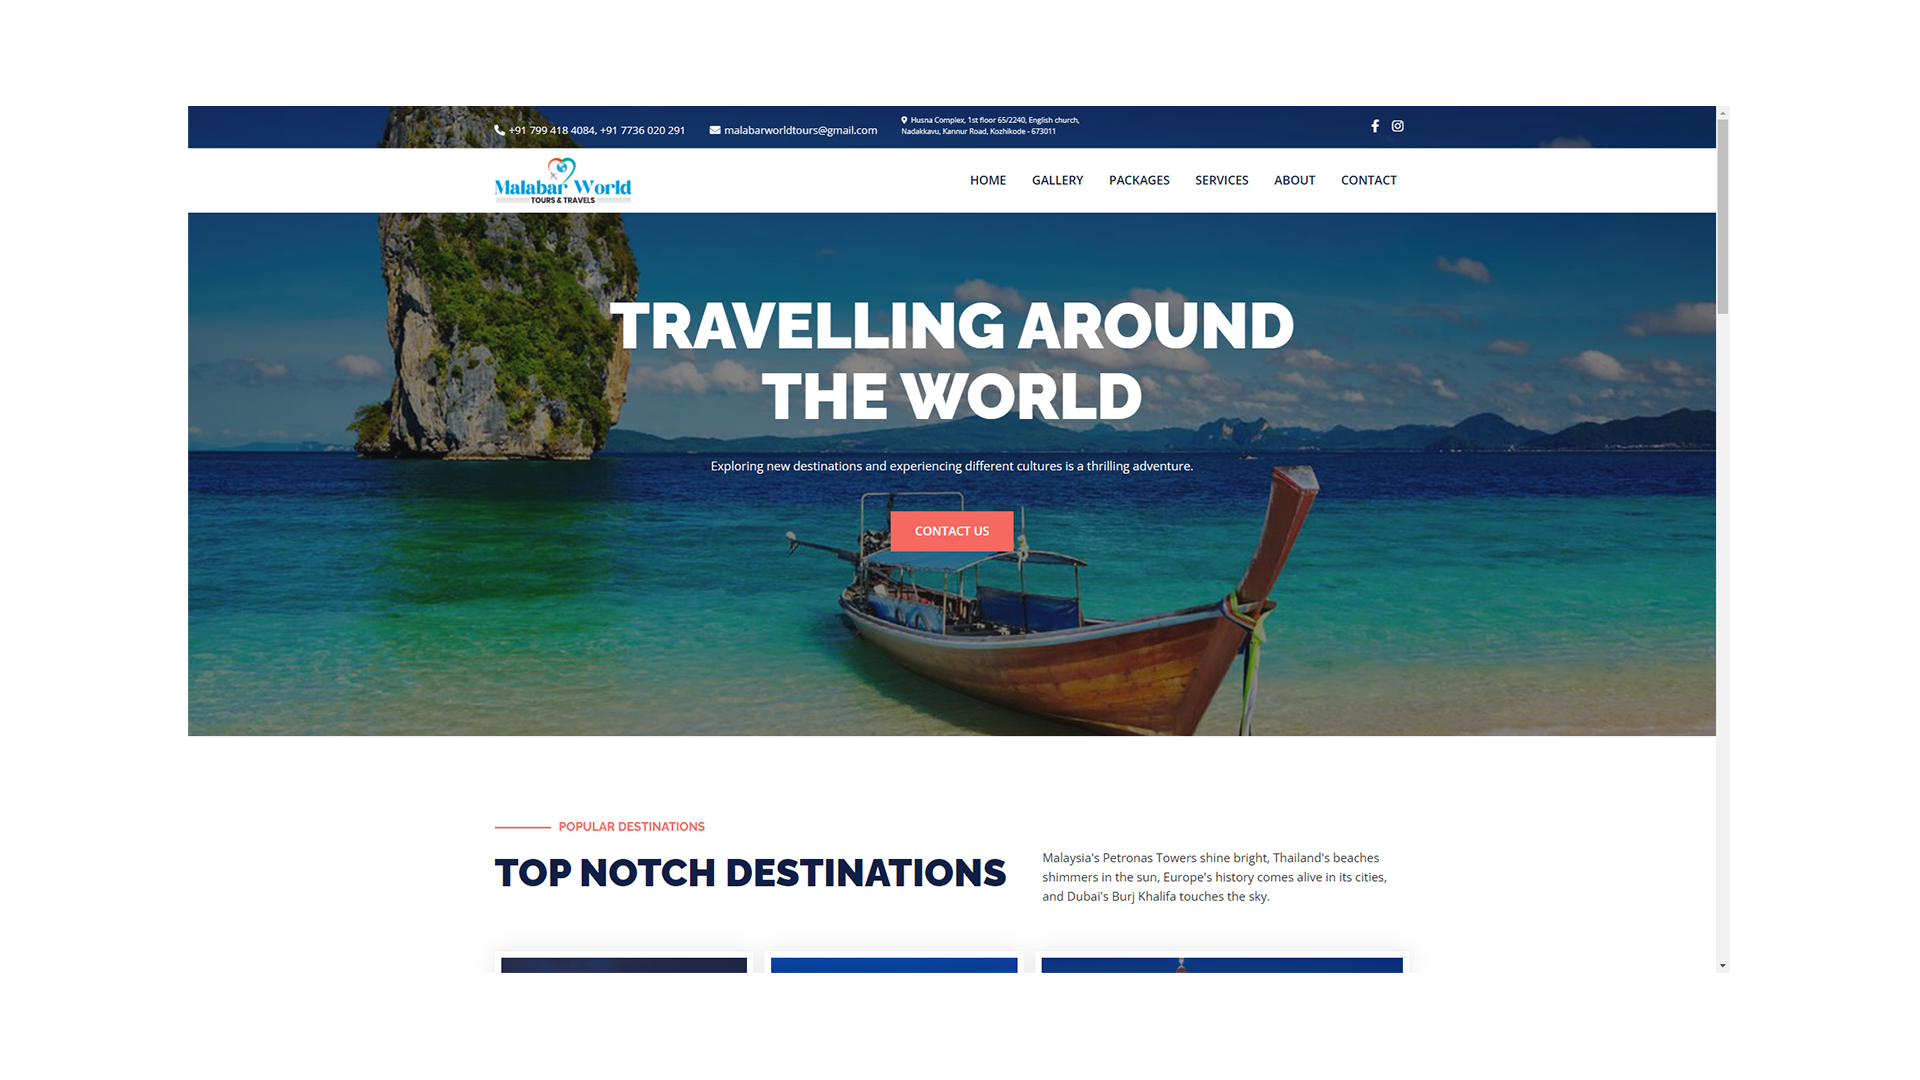 +91 799 418 4084, +91 7736 020 291
malabarworldtours@gmail.com
Husna Complex, 1st floor 65/2240, English church,
Nadakkavu, Kannur Road, Kozhikode - 673011
Malabar World
TOURS & TRAVELS
HOME GALLERY PACKAGES SERVICES ABOUT CONTACT
TRAVELLING AROUND
THE WORLD
Exploring new destinations and experiencing different cultures is a thrilling adventure.
CONTACT US
POPULAR DESTINATIONS
TOP NOTCH DESTINATIONS
Malaysia's Petronas Towers shine bright, Thailand's beaches
shimmers in the sun, Europe's history comes alive in its cities,
and Dubai's Burj Khalifa touches the sky.